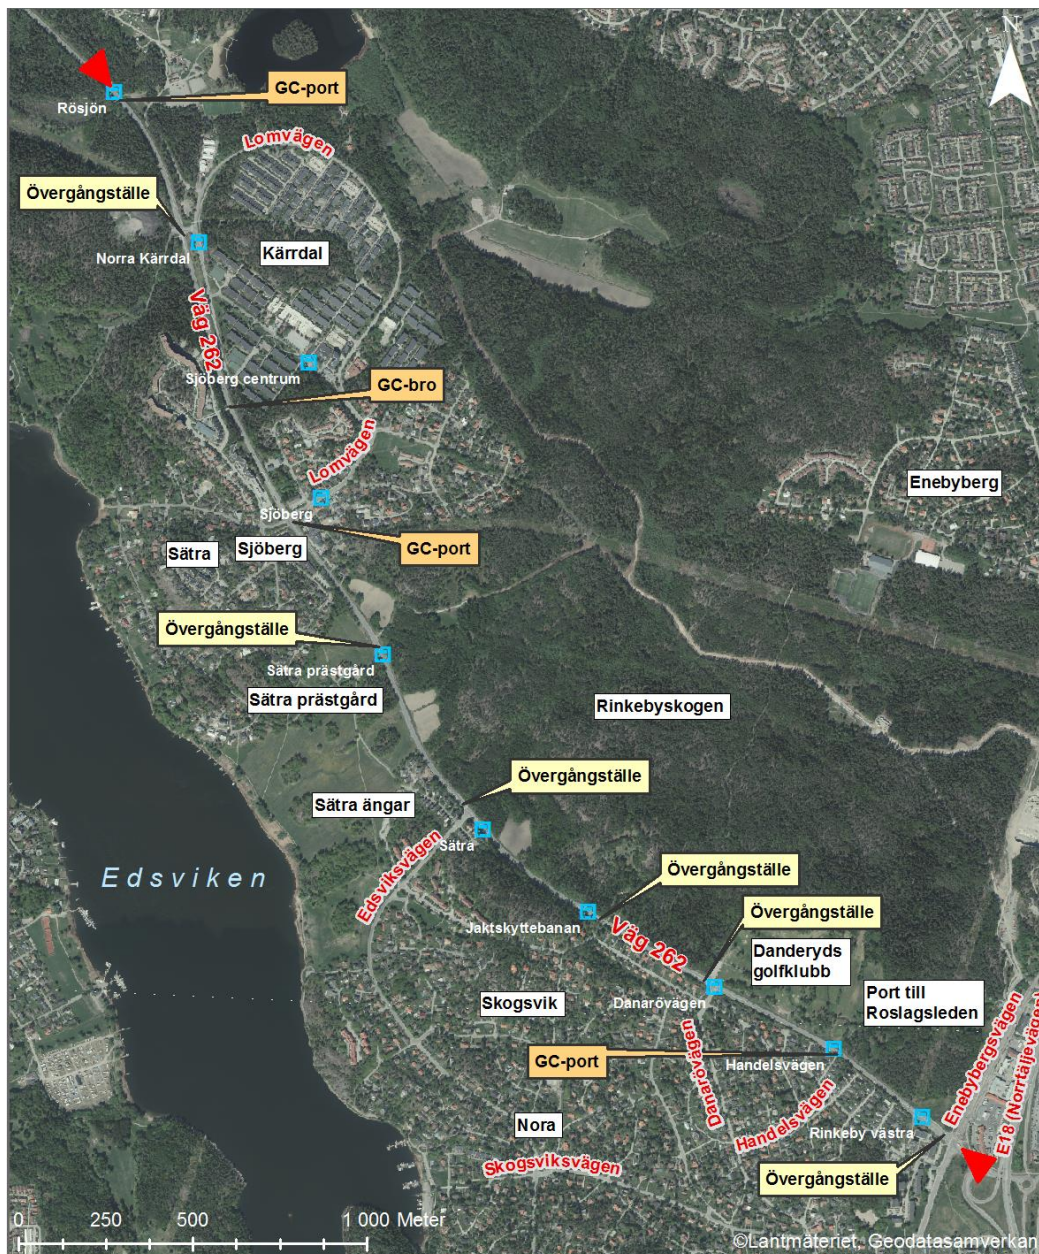 N
GC-port
Rösjön
Lomvägen
Övergångställe
Kärrdal
Norra Kärrdal
Väg 262
Sjöberg centrum
GC-bro
Lomvägen
Enebyberg
Sjöberg
Sätra
Sjöberg
GC-port
Övergångställe
Sätra prästgård
Sätra prästgård
Rinkebyskogen
Övergångställe
Sätra ängar
Sätra
Edsviksvägen
Edsviken
Övergångställe
Övergångställe
Jaktskyttebanan
Väg 262
Danderyds
golfklubb
Skogsvik
Danarövägen
Port till
Roslagsleden
Enebybergsvägen
E18 (Norrtäljevägen)
GC-port
Danarövägen
Handelsvägen
Handelsvägen
Nora
Rinkeby västra
Skogsviksvägen
Övergångställe
0 250 500 1 000 Meter
©Lantmäteriet, Geodatasamverkan